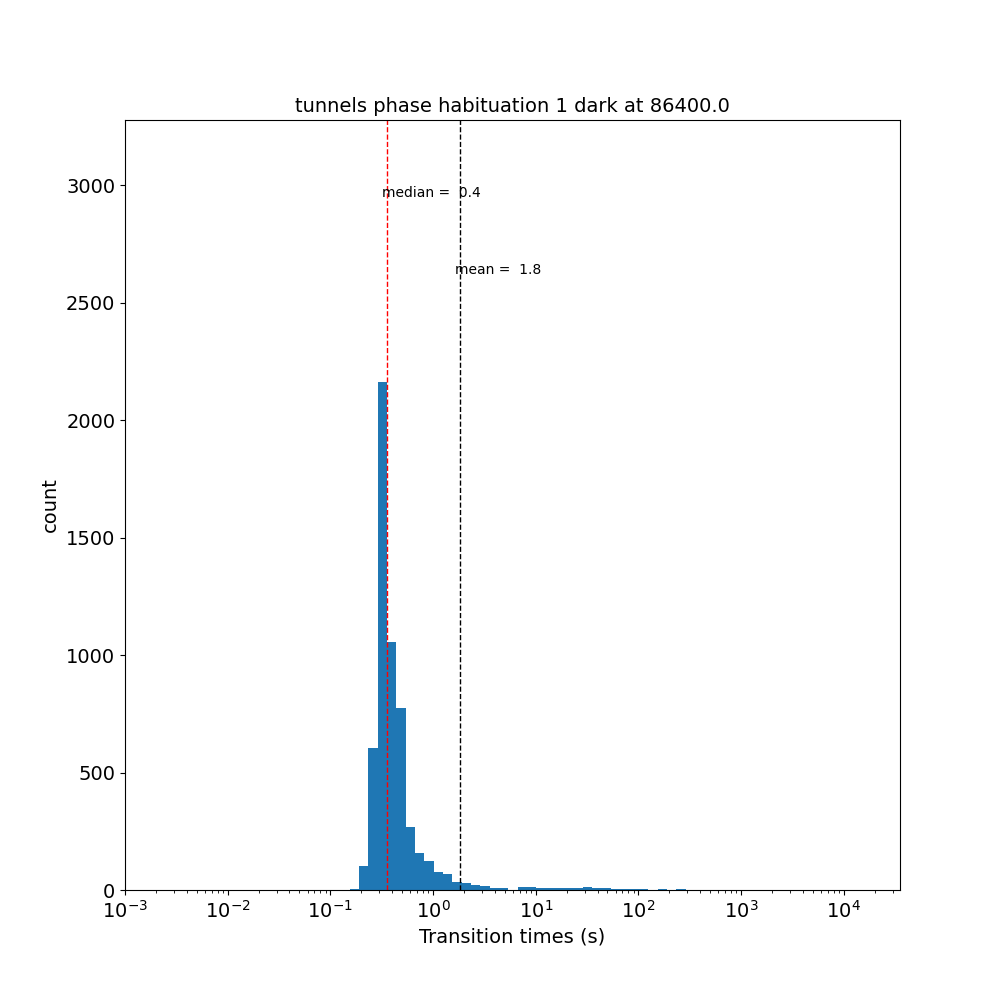 tunnels phase habituation 1 dark at 86400.0
3000
median =  0.4
mean =  1.8
2500
2000
count
1500
1000
500
0
10⁻³ 10⁻² 10⁻¹ 10⁰ 10¹ 10² 10³ 10⁴
Transition times (s)